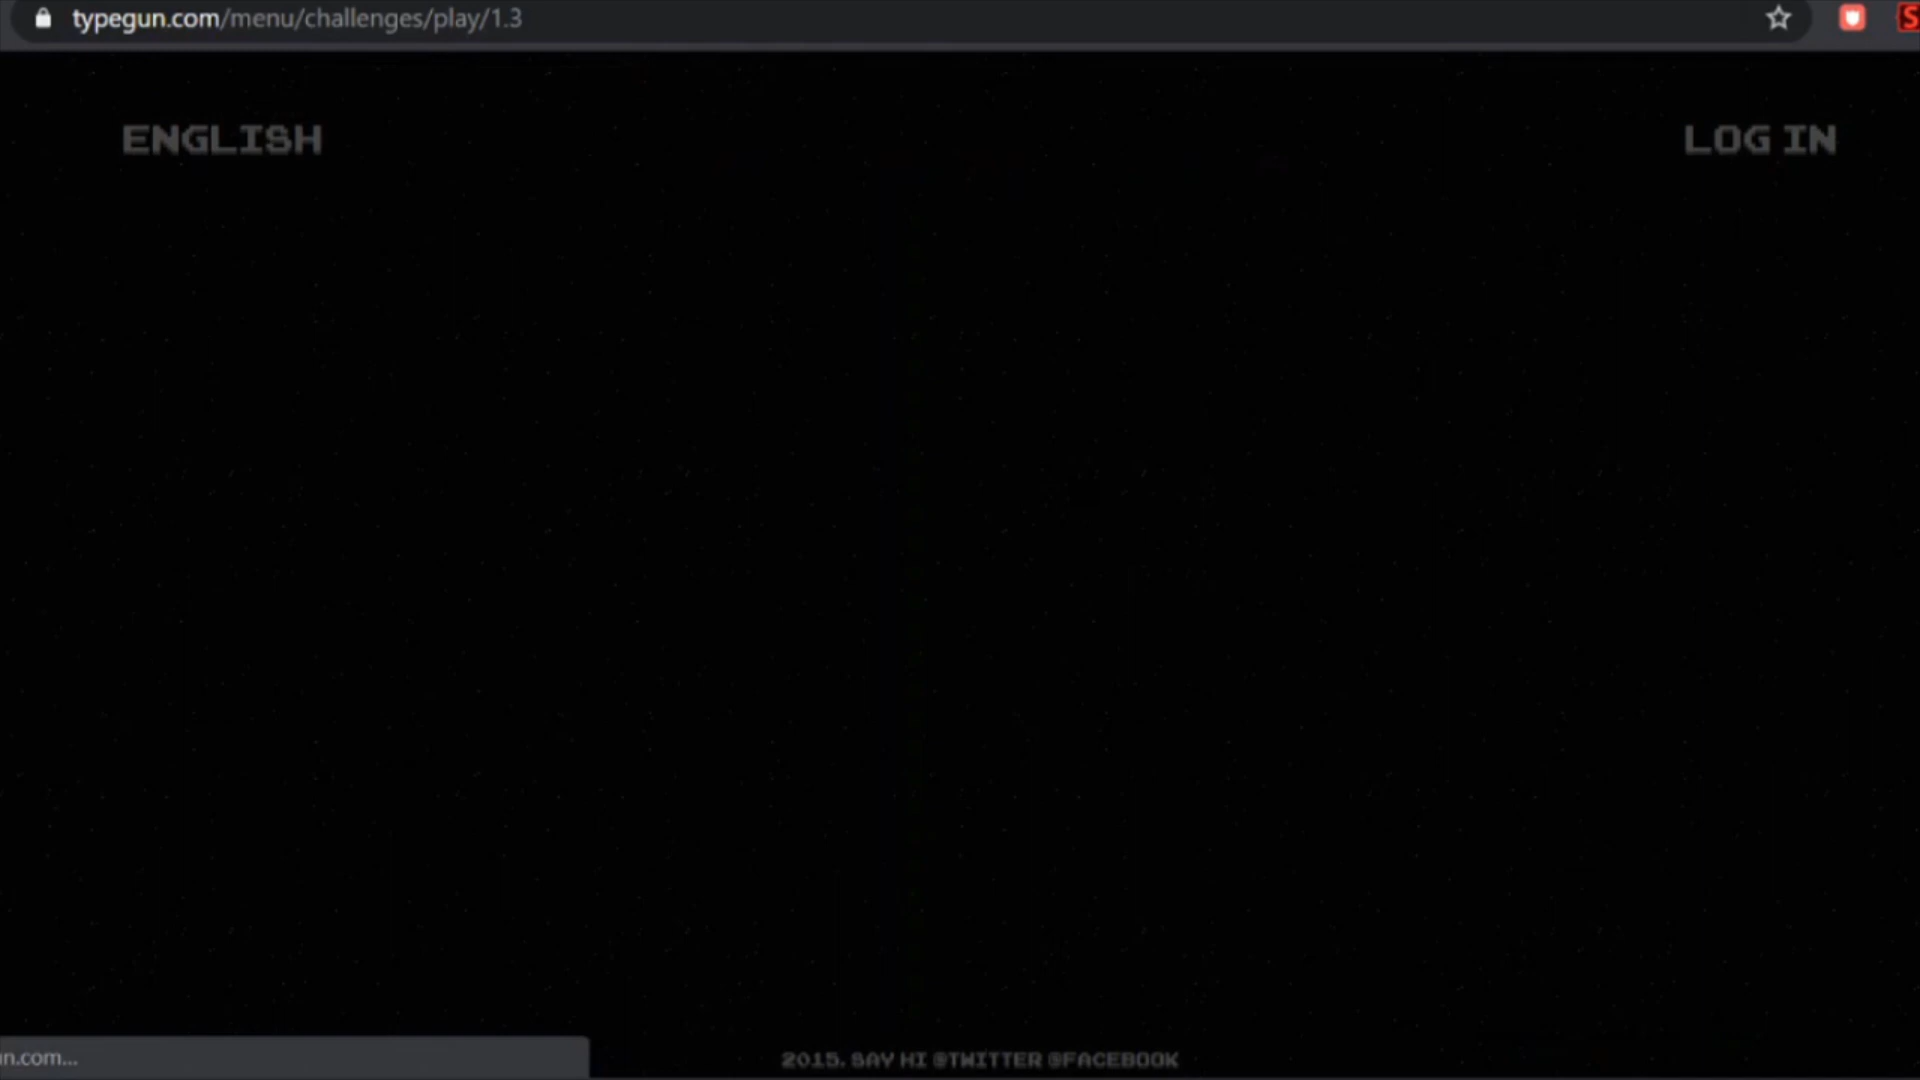 typegun.com/menu/challenges/play/1.3
S
ENGLISH
LOG IN
n.com...
2015. SAY HI @TWITTER @FACEBOOK